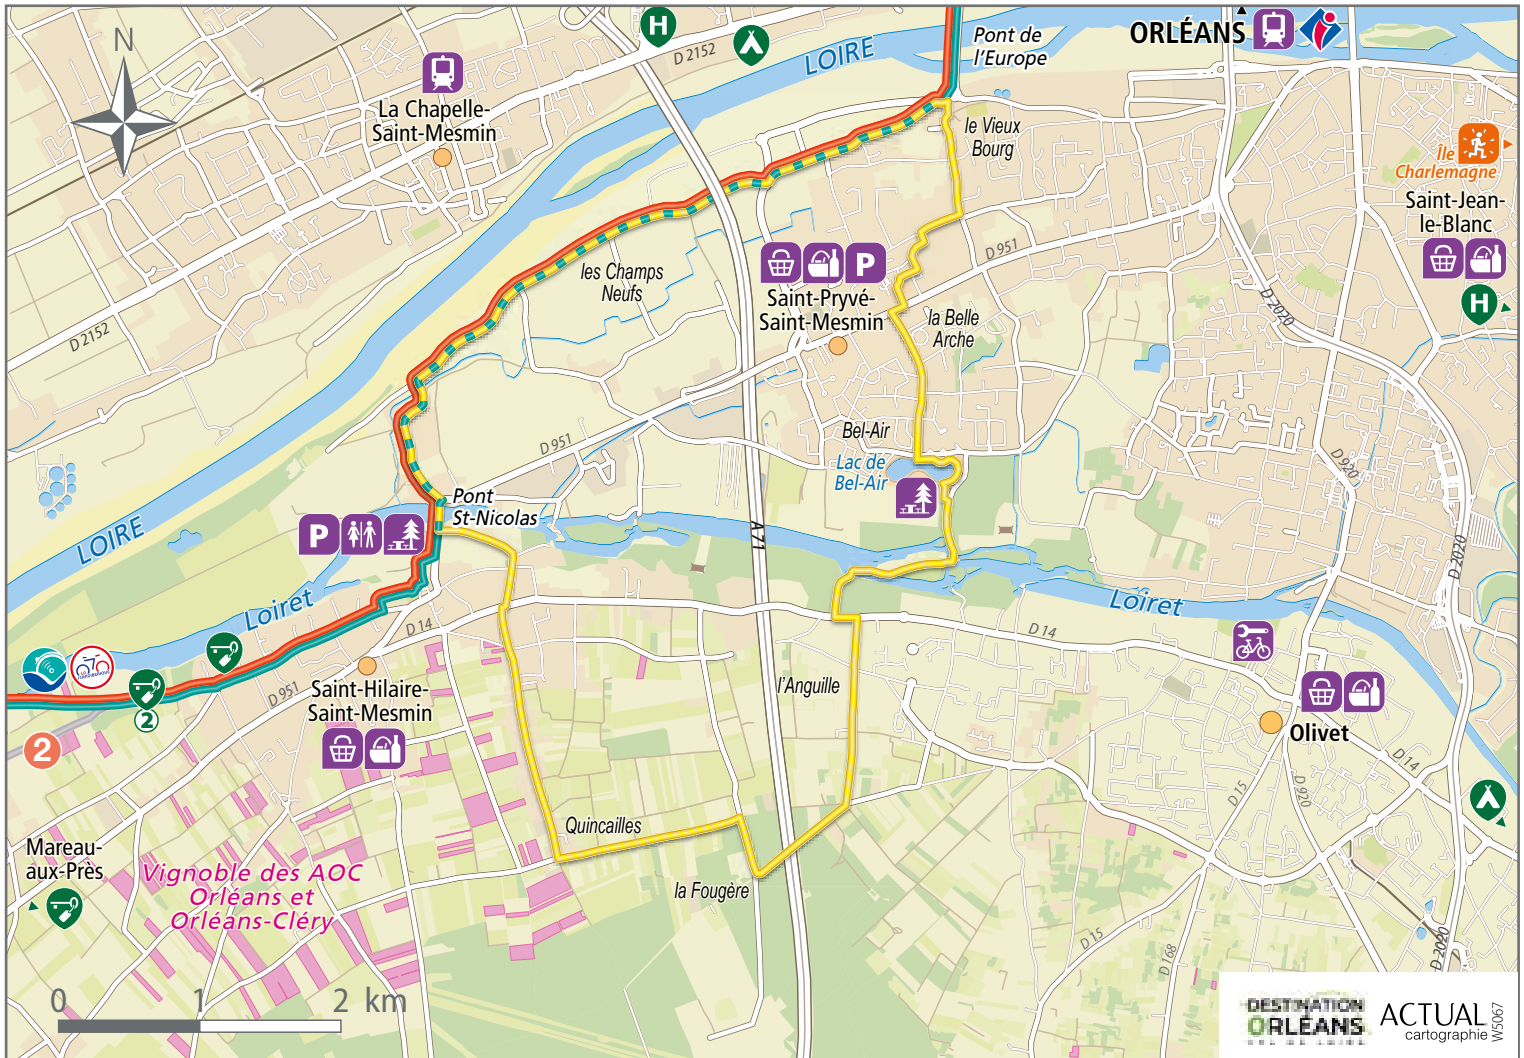 N
H
D 2152
LOIRE
Pont de
l'Europe
ORLÉANS
La Chapelle-
Saint-Mesmin
le Vieux
Bourg
Île
Charlemagne
Saint-Jean-
le-Blanc
H
D 951
les Champs
Neufs
P
Saint-Pryvé-
Saint-Mesmin
la Belle
Arche
D 2020
D 2152
Bel-Air
Lac de
Bel-Air
D 951
D 920
Pont
St-Nicolas
P
LOIRE
A 71
D 2020
Loiret
Loiret
D 14
D 14
D 951
Saint-Hilaire-
Saint-Mesmin
l'Anguille
2
2
Olivet
D 14
D 15
D 920
Quincailles
la Fougère
Mareau-
aux-Près
Vignoble des AOC
Orléans et
Orléans-Cléry
D 15
D 168
D 2020
0 1 2 km
DESTINATION
ORLÉANS
ACTUAL
cartographie
W5067